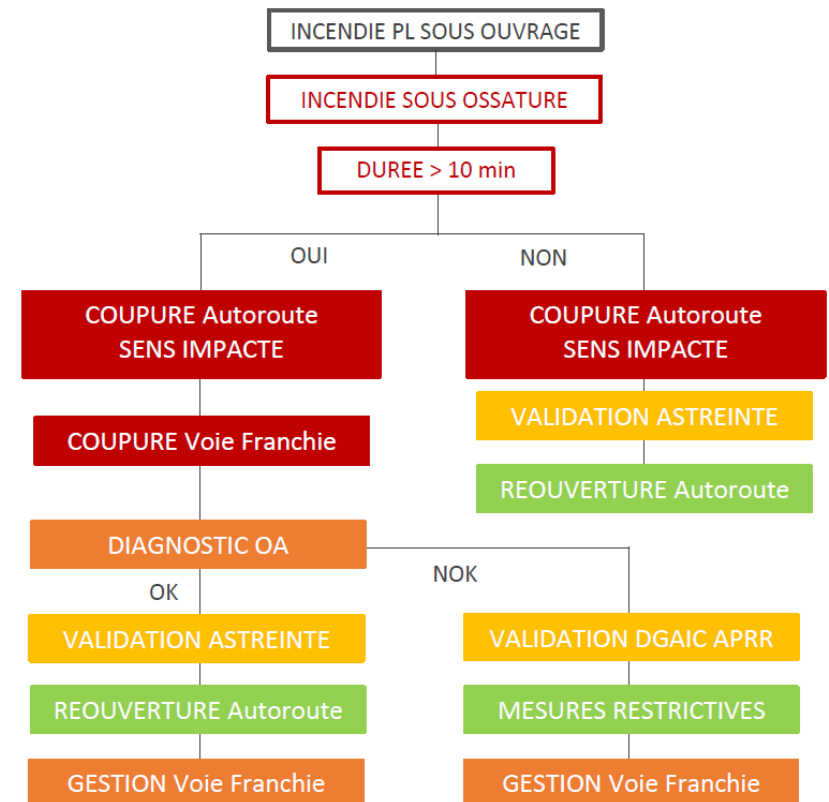 INCENDIE PL SOUS OUVRAGE
INCENDIE SOUS OSSATURE
DUREE > 10 min
OUI
NON
COUPURE Autoroute
SENS IMPACTE
COUPURE Autoroute
SENS IMPACTE
VALIDATION ASTREINTE
COUPURE Voie Franchie
REOUVERTURE Autoroute
DIAGNOSTIC OA
NOK
OK
VALIDATION ASTREINTE
VALIDATION DGAIC APRR
REOUVERTURE Autoroute
MESURES RESTRICTIVES
GESTION Voie Franchie
GESTION Voie Franchie